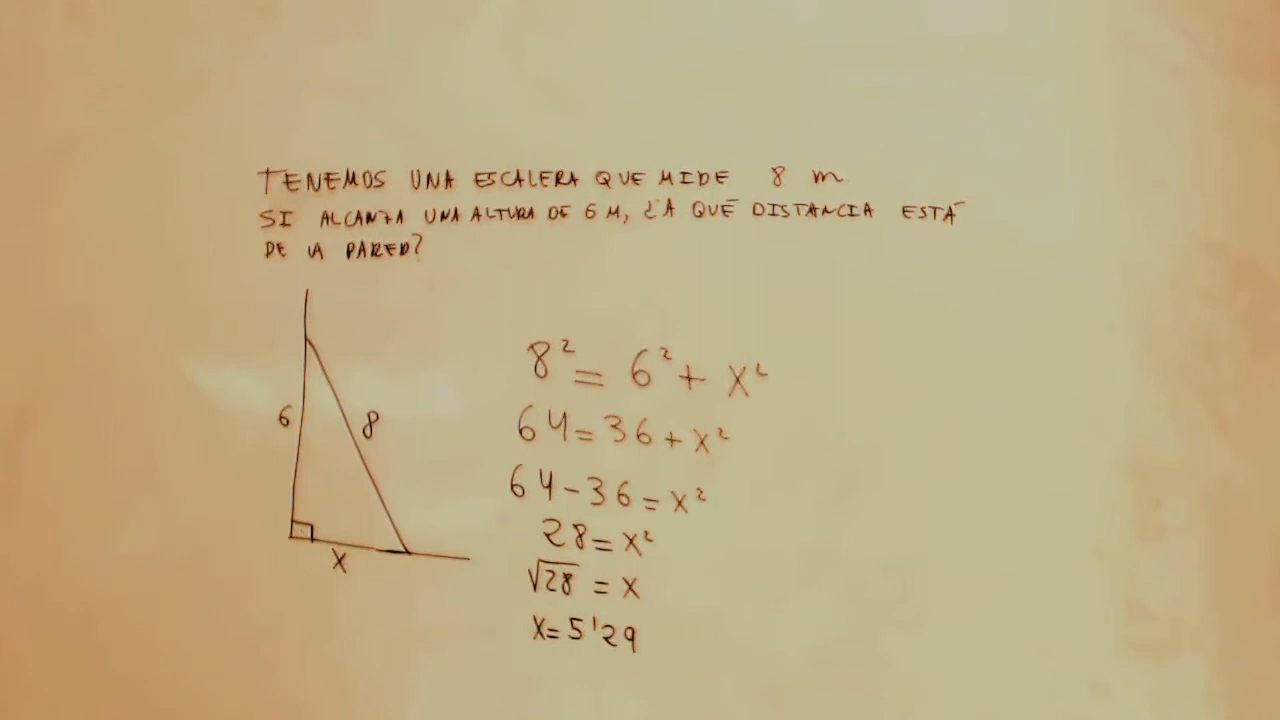 TENEMOS UNA ESCALERA QUE MIDE 8 m.
SI ALCANZA UNA ALTURA DE 6 M, ¿A QUÉ DISTANCIA ESTÁ
DE LA PARED?
6
8
X
8² = 6² + X²
64 = 36 + X²
64 - 36 = X²
28 = X²
√28 = X
X = 5'29